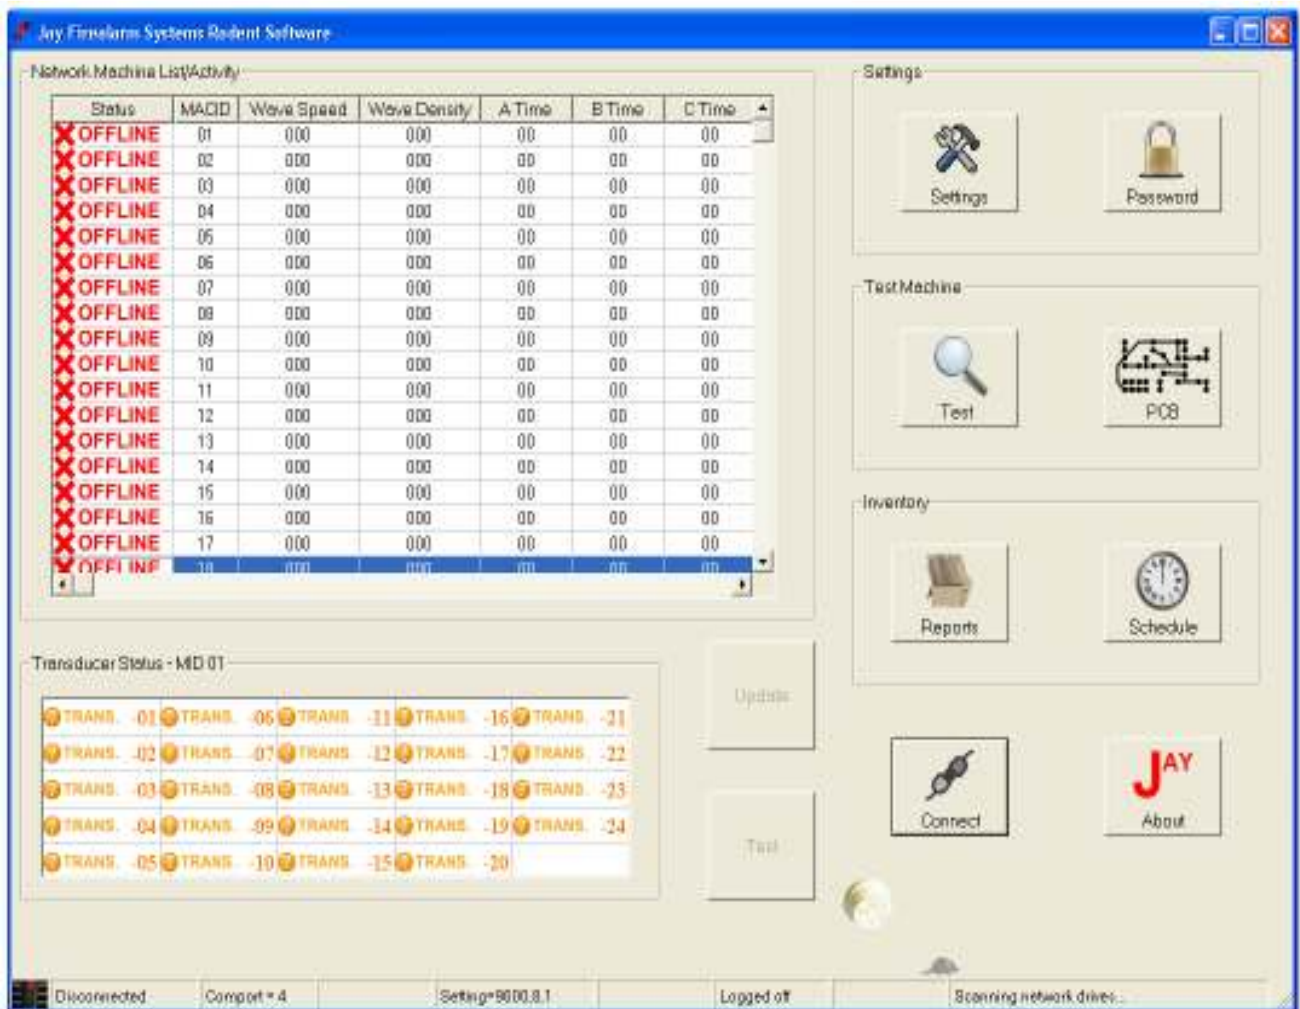 Jay Firealarm Systems Rodent Software
Network Machine List/Activity
Status MACID Wave Speed Wave Density A Time B Time C Time
OFFLINE 01 000 000 00 00 00
OFFLINE 02 000 000 00 00 00
OFFLINE 03 000 000 00 00 00
OFFLINE 04 000 000 00 00 00
OFFLINE 05 000 000 00 00 00
OFFLINE 06 000 000 00 00 00
OFFLINE 07 000 000 00 00 00
OFFLINE 08 000 000 00 00 00
OFFLINE 09 000 000 00 00 00
OFFLINE 10 000 000 00 00 00
OFFLINE 11 000 000 00 00 00
OFFLINE 12 000 000 00 00 00
OFFLINE 13 000 000 00 00 00
OFFLINE 14 000 000 00 00 00
OFFLINE 15 000 000 00 00 00
OFFLINE 16 000 000 00 00 00
OFFLINE 17 000 000 00 00 00
OFFLINE 18 000 000 00 00 00
Transducer Status - MID 01
TRANS. -01 TRANS. -06 TRANS. -11 TRANS. -16 TRANS. -21
TRANS. -02 TRANS. -07 TRANS. -12 TRANS. -17 TRANS. -22
TRANS. -03 TRANS. -08 TRANS. -13 TRANS. -18 TRANS. -23
TRANS. -04 TRANS. -09 TRANS. -14 TRANS. -19 TRANS. -24
TRANS. -05 TRANS. -10 TRANS. -15 TRANS. -20
Update
Test
Settings
Settings Password
Test Machine
Test PCB
Inventory
Reports Schedule
Connect
JAY
About
Disconnected Comport = 4 Setting=9600,8,1 Logged off Scanning network drives...